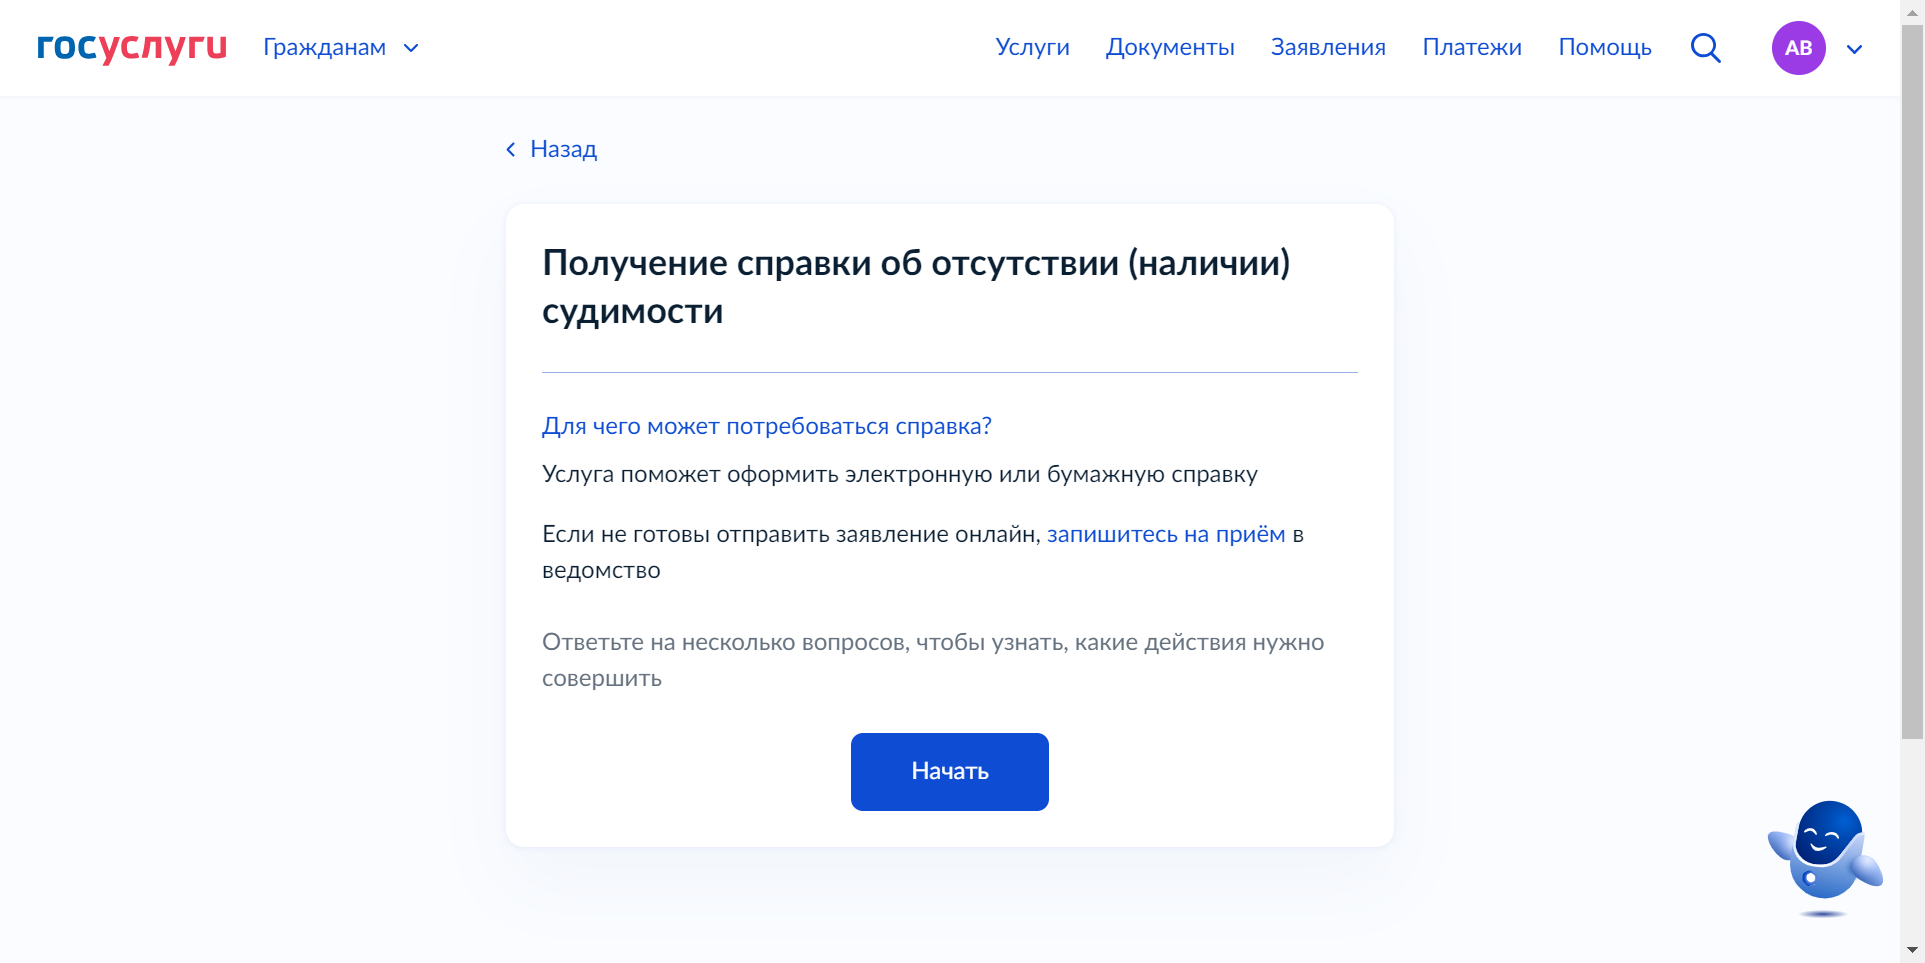 госуслуги Гражданам Услуги Документы Заявления Платежи Помощь АВ
Назад
Получение справки об отсутствии (наличии)
судимости
Для чего может потребоваться справка?
Услуга поможет оформить электронную или бумажную справку
Если не готовы отправить заявление онлайн, запишитесь на приём в
ведомство
Ответьте на несколько вопросов, чтобы узнать, какие действия нужно
совершить
Начать